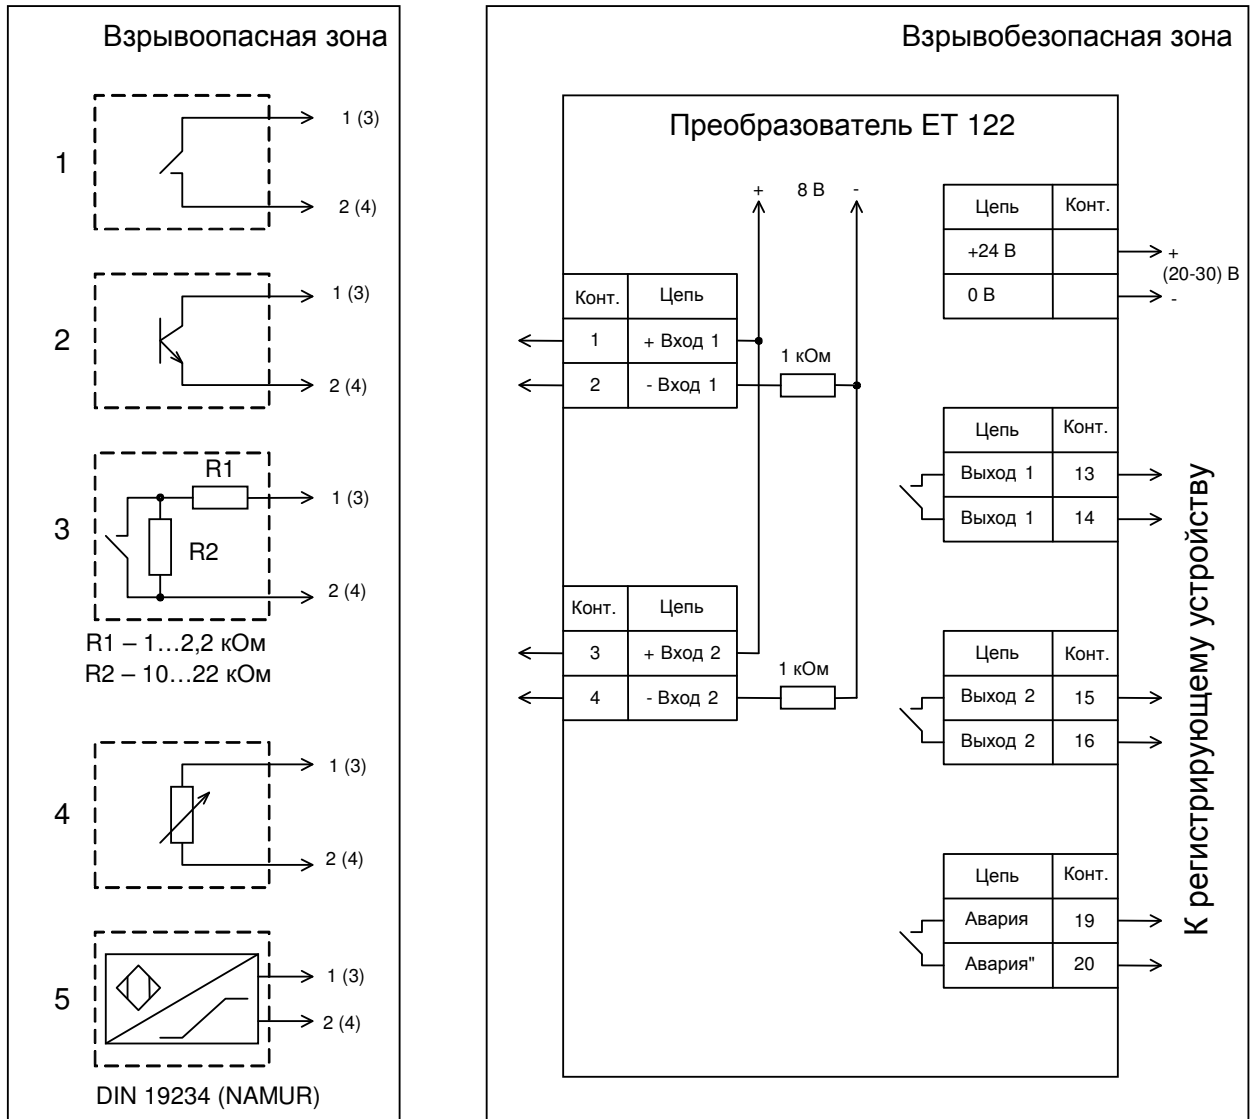 Взрывоопасная зона
1
1 (3)
2 (4)
2
1 (3)
2 (4)
3
R1
R2
1 (3)
2 (4)
R1 – 1…2,2 кОм
R2 – 10…22 кОм
4
1 (3)
2 (4)
5
1 (3)
2 (4)
DIN 19234 (NAMUR)
Взрывобезопасная зона
Преобразователь ЕТ 122
+ 8 В -
Конт. Цепь
1 + Вход 1
2 - Вход 1
1 кОм
Конт. Цепь
3 + Вход 2
4 - Вход 2
1 кОм
Цепь Конт.
+24 В
0 В
+
(20-30) В
-
Цепь Конт.
Выход 1 13
Выход 1 14
Цепь Конт.
Выход 2 15
Выход 2 16
Цепь Конт.
Авария 19
Авария" 20
К регистрирующему устройству